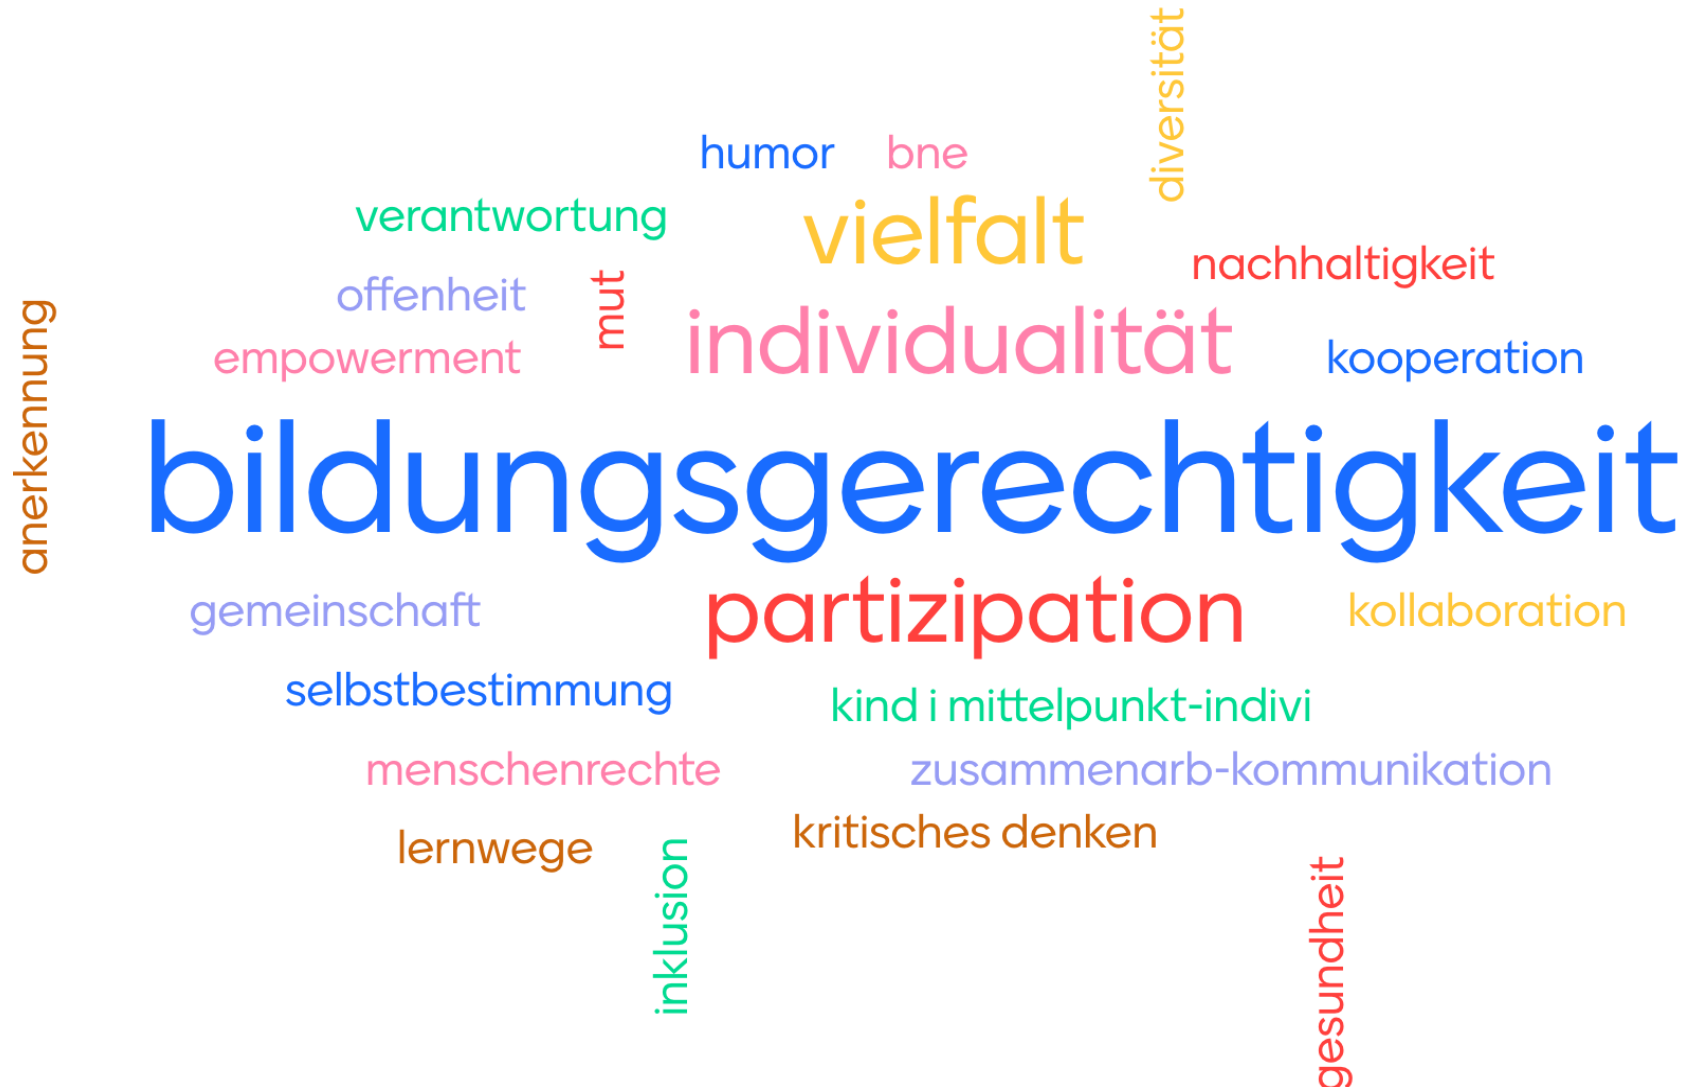 diversität
humor
bne
verantwortung
vielfalt
nachhaltigkeit
offenheit
mut
individualität
empowerment
kooperation
anerkennung
bildungsgerechtigkeit
gemeinschaft
partizipation
kollaboration
selbstbestimmung
kind i mittelpunkt-indivi
menschenrechte
zusammenarb-kommunikation
kritisches denken
lernwege
inklusion
gesundheit